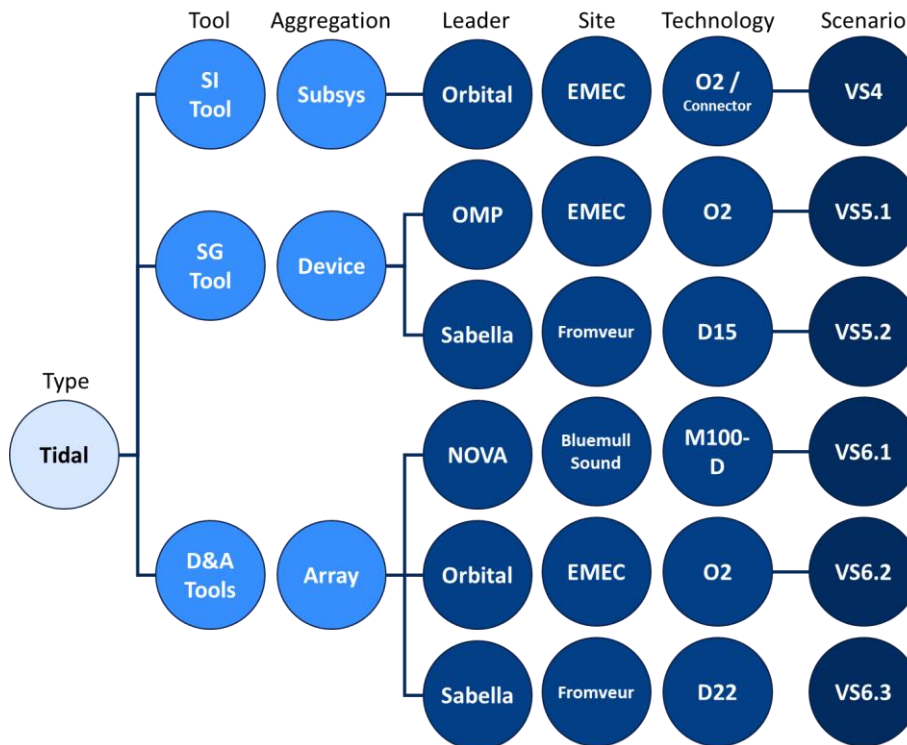 Tool Aggregation Leader Site Technology Scenario
SI
Tool
Subsys
Orbital
EMEC
O2 /
Connector
VS4
OMP
EMEC
O2
VS5.1
SG
Tool
Device
Sabella
Fromveur
D15
VS5.2
Type
Tidal
NOVA
Bluemull
Sound
M100-
D
VS6.1
D&A
Tools
Array
Orbital
EMEC
O2
VS6.2
Sabella
Fromveur
D22
VS6.3